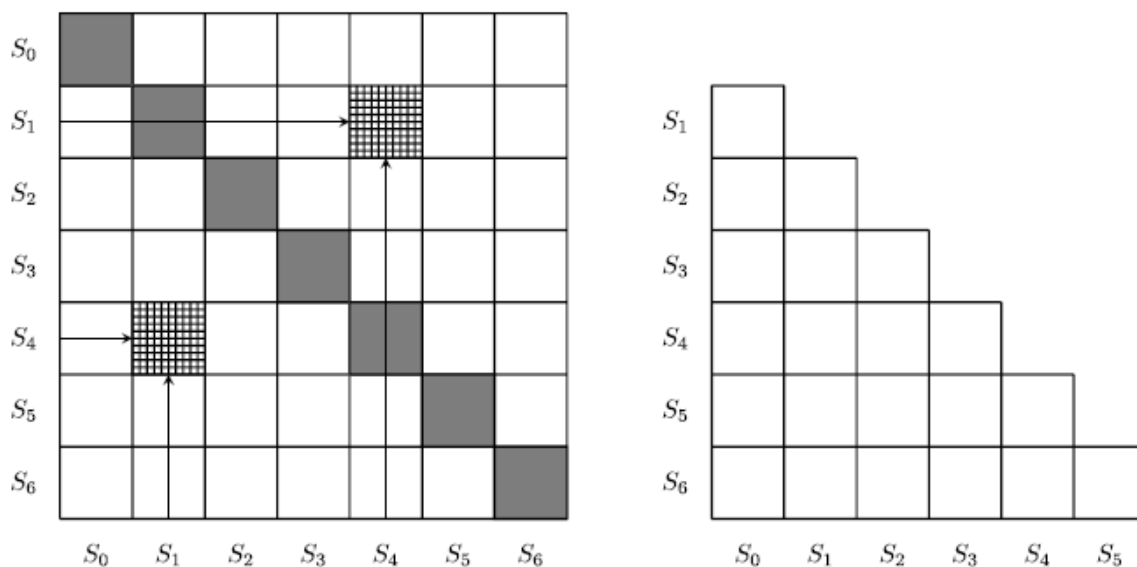 S₀
S₁ S₁
S₂ S₂
S₃ S₃
S₄ S₄
S₅ S₅
S₆ S₆
S₀ S₁ S₂ S₃ S₄ S₅ S₆ S₀ S₁ S₂ S₃ S₄ S₅